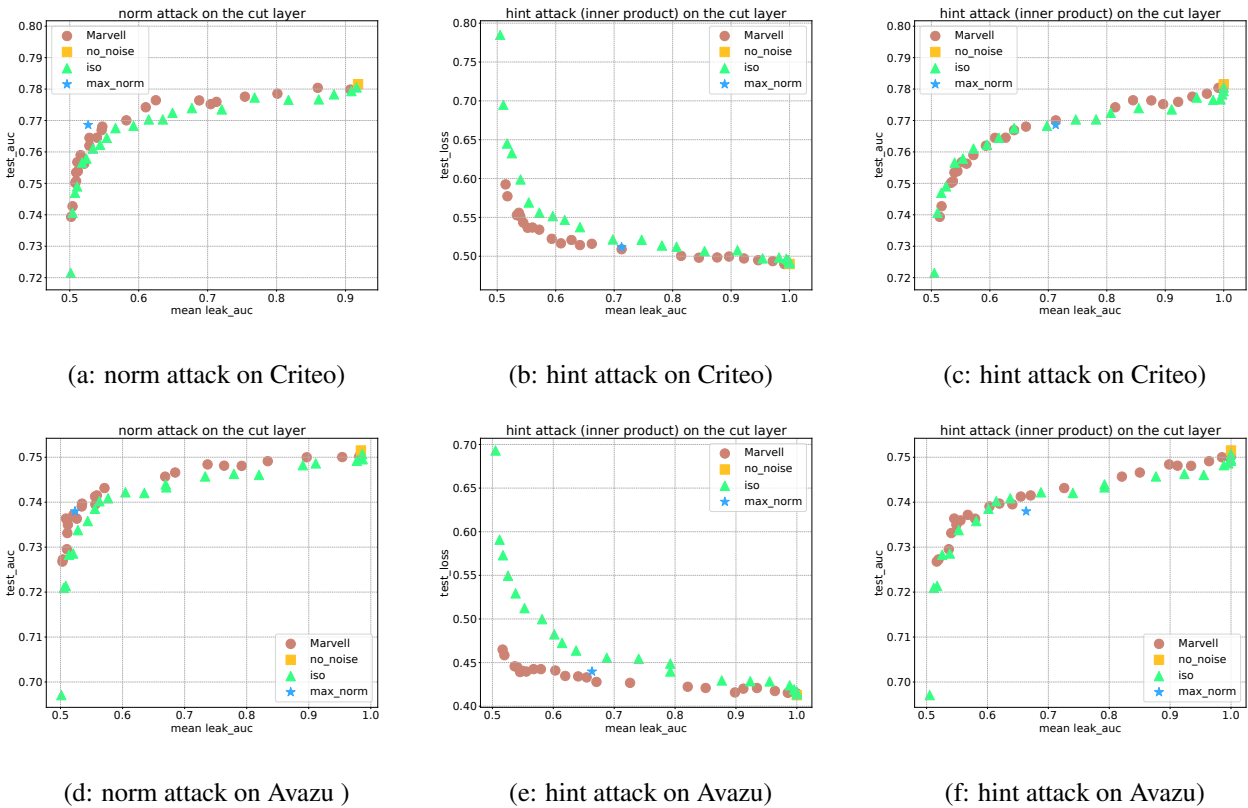 norm attack on the cut layer
Marvell
no_noise
iso
max_norm
0.80
0.79
0.78
0.77
0.76
0.75
0.74
0.73
0.72
test_auc
0.5 0.6 0.7 0.8 0.9
mean leak_auc
(a: norm attack on Criteo)
hint attack (inner product) on the cut layer
Marvell
no_noise
iso
max_norm
0.80
0.75
0.70
0.65
0.60
0.55
0.50
test_loss
0.5 0.6 0.7 0.8 0.9 1.0
mean leak_auc
(b: hint attack on Criteo)
hint attack (inner product) on the cut layer
Marvell
no_noise
iso
max_norm
0.80
0.79
0.78
0.77
0.76
0.75
0.74
0.73
0.72
test_auc
0.5 0.6 0.7 0.8 0.9 1.0
mean leak_auc
(c: hint attack on Criteo)
norm attack on the cut layer
0.75
0.74
0.73
0.72
0.71
0.70
test_auc
Marvell
no_noise
iso
max_norm
0.5 0.6 0.7 0.8 0.9 1.0
mean leak_auc
(d: norm attack on Avazu )
hint attack (inner product) on the cut layer
Marvell
no_noise
iso
max_norm
0.70
0.65
0.60
0.55
0.50
0.45
0.40
test_loss
0.5 0.6 0.7 0.8 0.9 1.0
mean leak_auc
(e: hint attack on Avazu)
hint attack (inner product) on the cut layer
0.75
0.74
0.73
0.72
0.71
0.70
test_auc
Marvell
no_noise
iso
max_norm
0.5 0.6 0.7 0.8 0.9 1.0
mean leak_auc
(f: hint attack on Avazu)